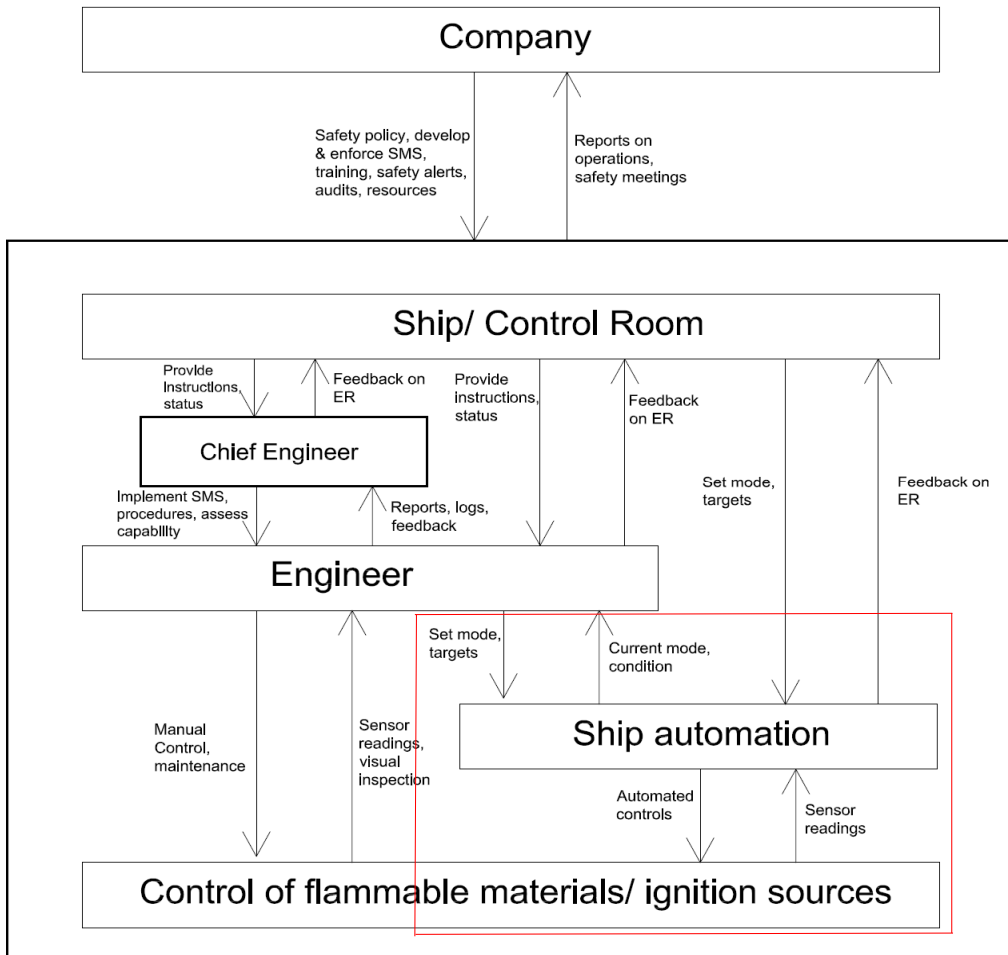 Company
Safety policy, develop
& enforce SMS,
training, safety alerts,
audits, resources
Reports on
operations,
safety meetings
Ship/ Control Room
Provide
Instructions,
status
Feedback on
ER
Provide
instructions,
status
Feedback
on ER
Set mode,
targets
Feedback on
ER
Chief Engineer
Implement SMS,
procedures, assess
capability
Reports, logs,
feedback
Engineer
Set mode,
targets
Current mode,
condition
Manual
Control,
maintenance
Sensor
readings,
visual
inspection
Ship automation
Automated
controls
Sensor
readings
Control of flammable materials/ ignition sources